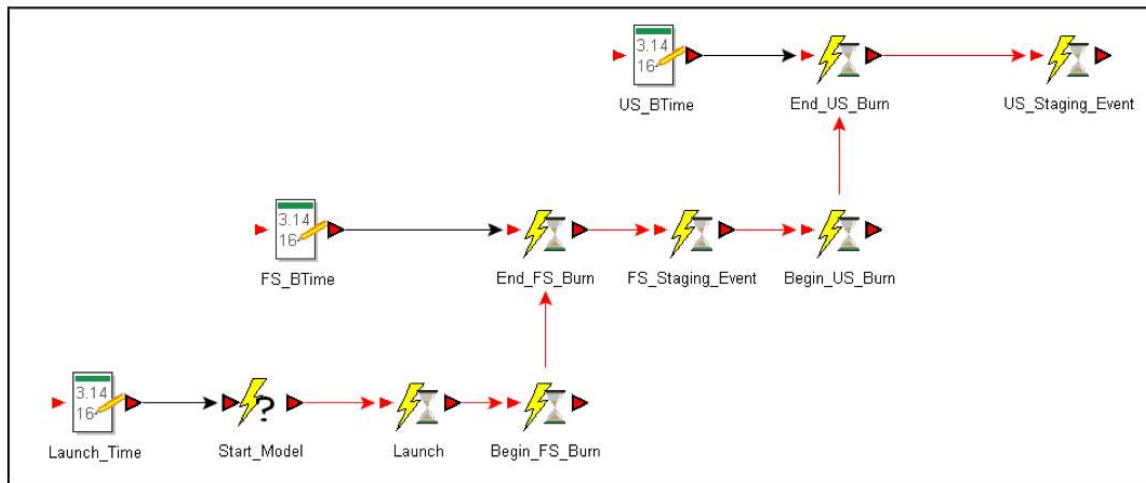 3.14
16
US_BTime
End_US_Burn
US_Staging_Event
3.14
16
FS_BTime
End_FS_Burn
FS_Staging_Event
Begin_US_Burn
3.14
16
?
Launch_Time
Start_Model
Launch
Begin_FS_Burn